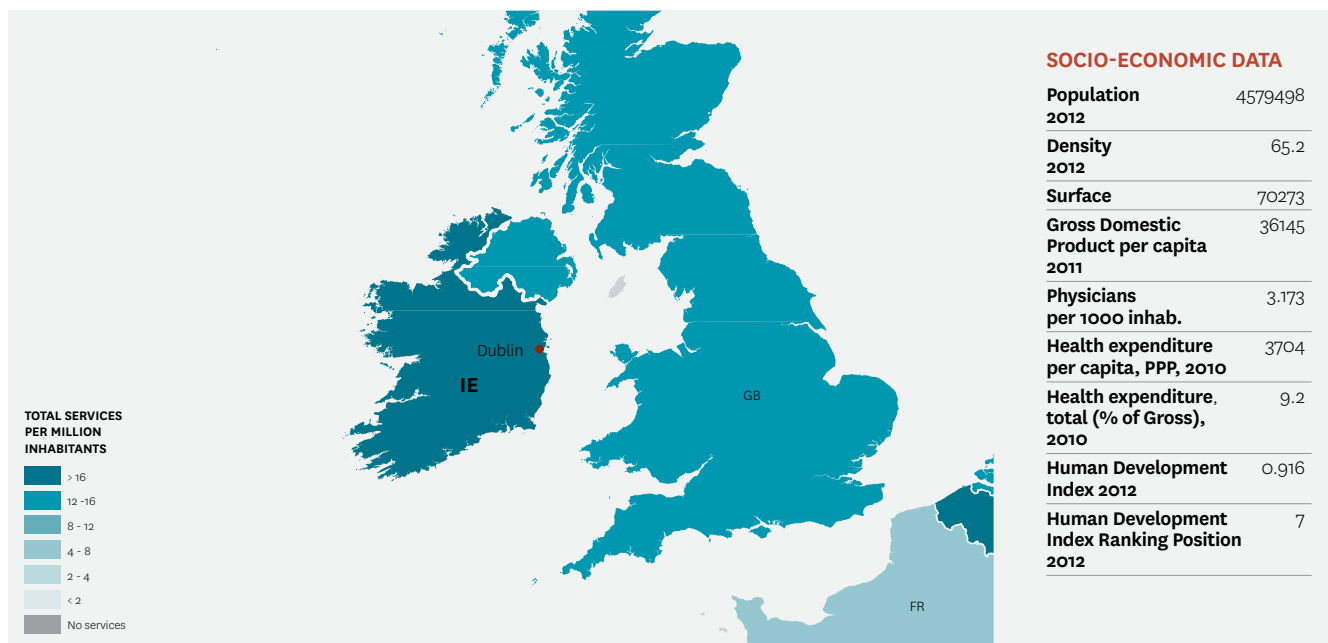 Dublin
IE
GB
FR
TOTAL SERVICES
PER MILLION
INHABITANTS
> 16
12 -16
8 - 12
4 - 8
2 - 4
< 2
No services
SOCIO-ECONOMIC DATA
Population 4579498
2012
Density 65.2
2012
Surface 70273
Gross Domestic 36145
Product per capita
2011
Physicians 3.173
per 1000 inhab.
Health expenditure 3704
per capita, PPP, 2010
Health expenditure, 9.2
total (% of Gross),
2010
Human Development 0.916
Index 2012
Human Development 7
Index Ranking Position
2012